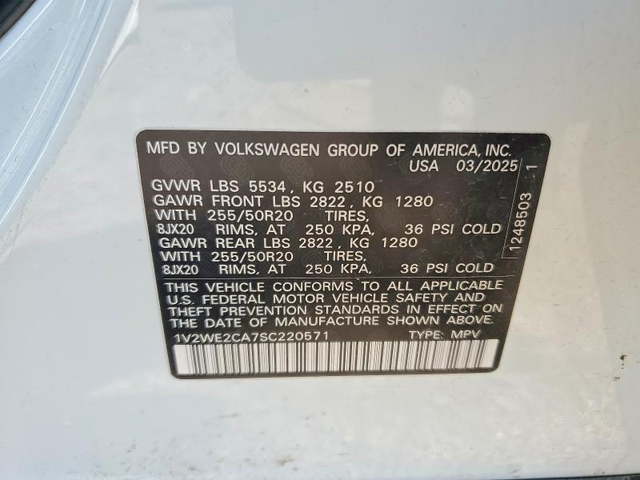 MFD BY VOLKSWAGEN GROUP OF AMERICA, INC.
USA 03/2025
GVWR LBS 5534, KG 2510
GAWR FRONT LBS 2822, KG 1280
WITH 255/50R20 TIRES,
8JX20 RIMS, AT 250 KPA, 36 PSI COLD
GAWR REAR LBS 2822, KG 1280
WITH 255/50R20 TIRES,
8JX20 RIMS, AT 250 KPA, 36 PSI COLD
THIS VEHICLE CONFORMS TO ALL APPLICABLE
U.S. FEDERAL MOTOR VEHICLE SAFETY AND
THEFT PREVENTION STANDARDS IN EFFECT ON
THE DATE OF MANUFACTURE SHOWN ABOVE.
1V2WE2CA7SC220571 TYPE: MPV
1248503 1